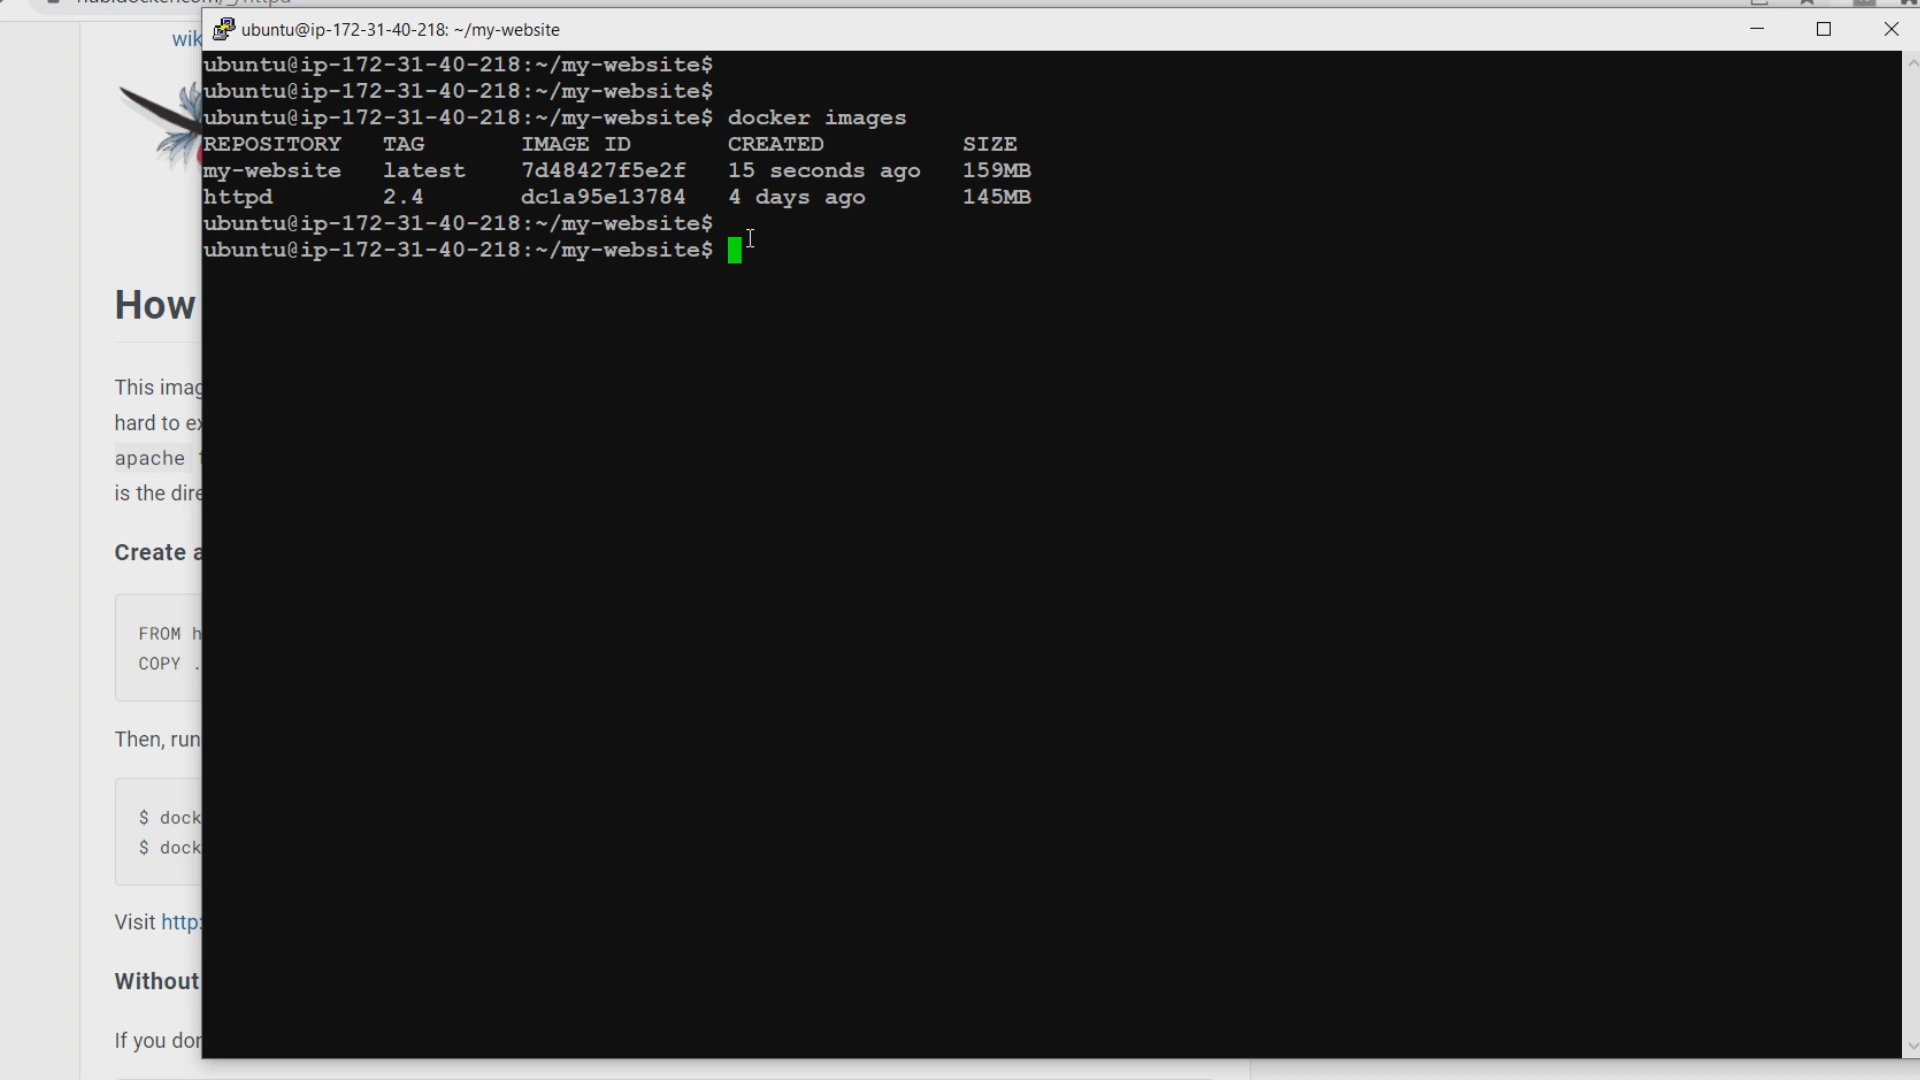 ubuntu@ip-172-31-40-218: ~/my-website
ubuntu@ip-172-31-40-218:~/my-website$
ubuntu@ip-172-31-40-218:~/my-website$
ubuntu@ip-172-31-40-218:~/my-website$ docker images
REPOSITORY TAG IMAGE ID CREATED SIZE
my-website latest 7d48427f5e2f 15 seconds ago 159MB
httpd 2.4 dc1a95e13784 4 days ago 145MB
ubuntu@ip-172-31-40-218:~/my-website$
ubuntu@ip-172-31-40-218:~/my-website$
wik
How
This imag
hard to ex
apache
is the dire
Create a
FROM h
COPY .
Then, run
$ dock
$ dock
Visit http:
Without
If you don